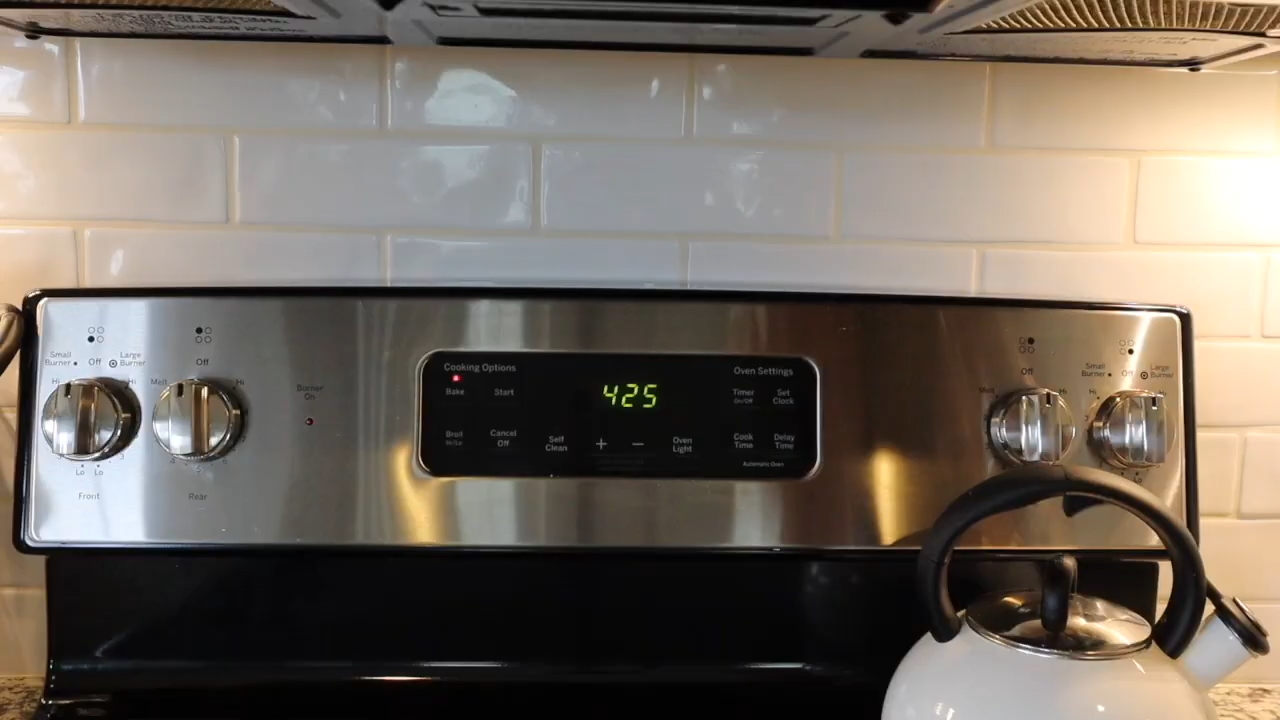 Small Burner
Off
Large Burner
Hi
Hi
Lo
Lo
Front
Off
Melt
Hi
Rear
Burner
On
Cooking Options
Bake
Start
Broil
Hi/Lo
Cancel
Off
Self
Clean
425
+
−
Oven
Light
Oven Settings
Timer
On/Off
Set
Clock
Cook
Time
Delay
Time
Automatic Oven
Off
Melt
Hi
Small
Burner
Off
Large
Burner
Hi
Lo